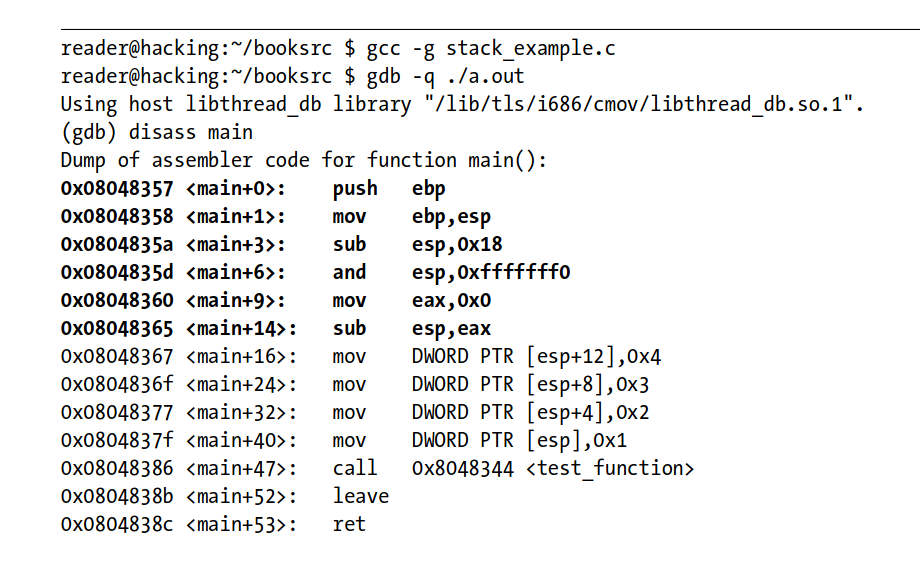 reader@hacking:~/booksrc $ gcc -g stack_example.c
reader@hacking:~/booksrc $ gdb -q ./a.out
Using host libthread_db library "/lib/tls/i686/cmov/libthread_db.so.1".
(gdb) disass main
Dump of assembler code for function main():
0x08048357 <main+0>:    push   ebp
0x08048358 <main+1>:    mov    ebp,esp
0x0804835a <main+3>:    sub    esp,0x18
0x0804835d <main+6>:    and    esp,0xfffffff0
0x08048360 <main+9>:    mov    eax,0x0
0x08048365 <main+14>:   sub    esp,eax
0x08048367 <main+16>:   mov    DWORD PTR [esp+12],0x4
0x0804836f <main+24>:   mov    DWORD PTR [esp+8],0x3
0x08048377 <main+32>:   mov    DWORD PTR [esp+4],0x2
0x0804837f <main+40>:   mov    DWORD PTR [esp],0x1
0x08048386 <main+47>:   call   0x8048344 <test_function>
0x0804838b <main+52>:   leave
0x0804838c <main+53>:   ret